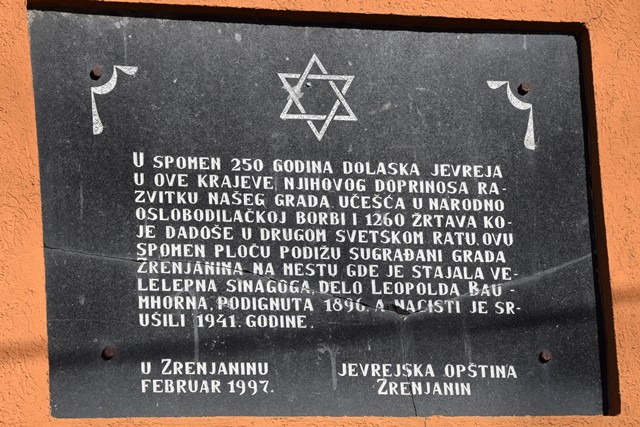 U SPOMEN 250 GODINA DOLASKA JEVREJA
U OVE KRAJEVE, NJIHOVOG DOPRINOSA RA-
ZVITKU NAŠEG GRADA, UČEŠĆA U NARODNO
OSLOBODILAČKOJ BORBI I 1260 ŽRTAVA KO-
JE DADOŠE U DRUGOM SVETSKOM RATU, OVU
SPOMEN PLOČU PODIŽU SUGRAĐANI GRADA
ZRENJANINA, NA MESTU GDE JE STAJALA VE-
LELEPNA SINAGOGA, DELO LEOPOLDA BAU-
MHORNA, PODIGNUTA 1896. A NACISTI JE SR-
UŠILI 1941. GODINE.
U ZRENJANINU
FEBRUAR 1997.
JEVREJSKA OPŠTINA
ZRENJANIN